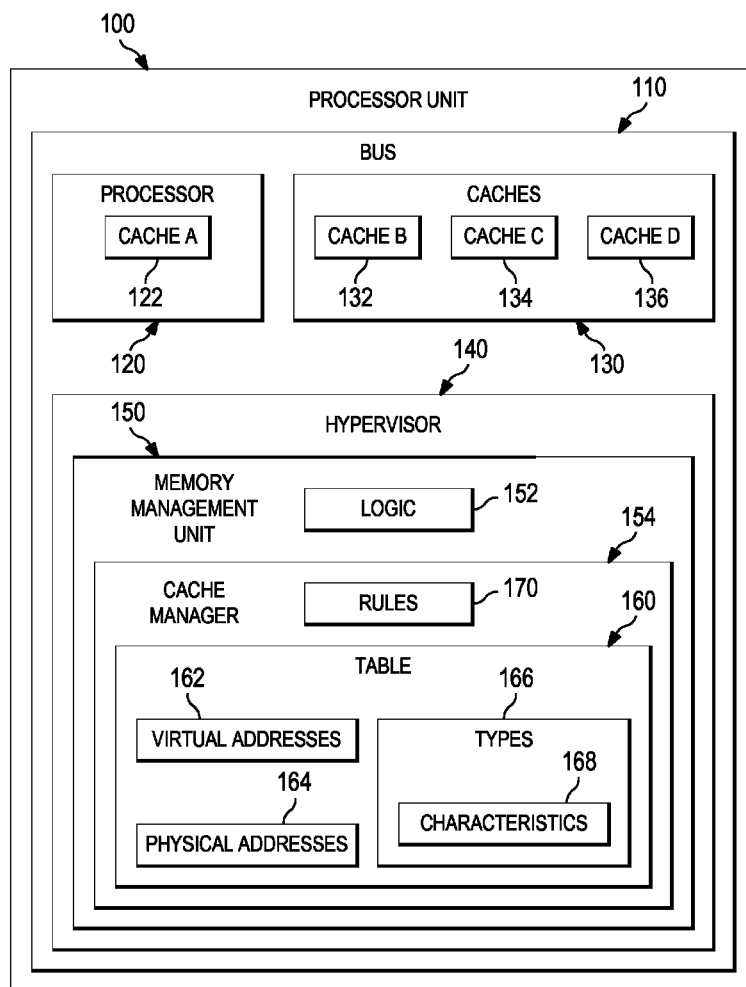 100
PROCESSOR UNIT
110
BUS
PROCESSOR
CACHE A
122
120
CACHES
CACHE B
CACHE C
CACHE D
132
134
136
130
140
HYPERVISOR
150
MEMORY
MANAGEMENT
UNIT
LOGIC
152
154
CACHE
MANAGER
RULES
170
160
TABLE
162
VIRTUAL ADDRESSES
164
PHYSICAL ADDRESSES
166
TYPES
168
CHARACTERISTICS